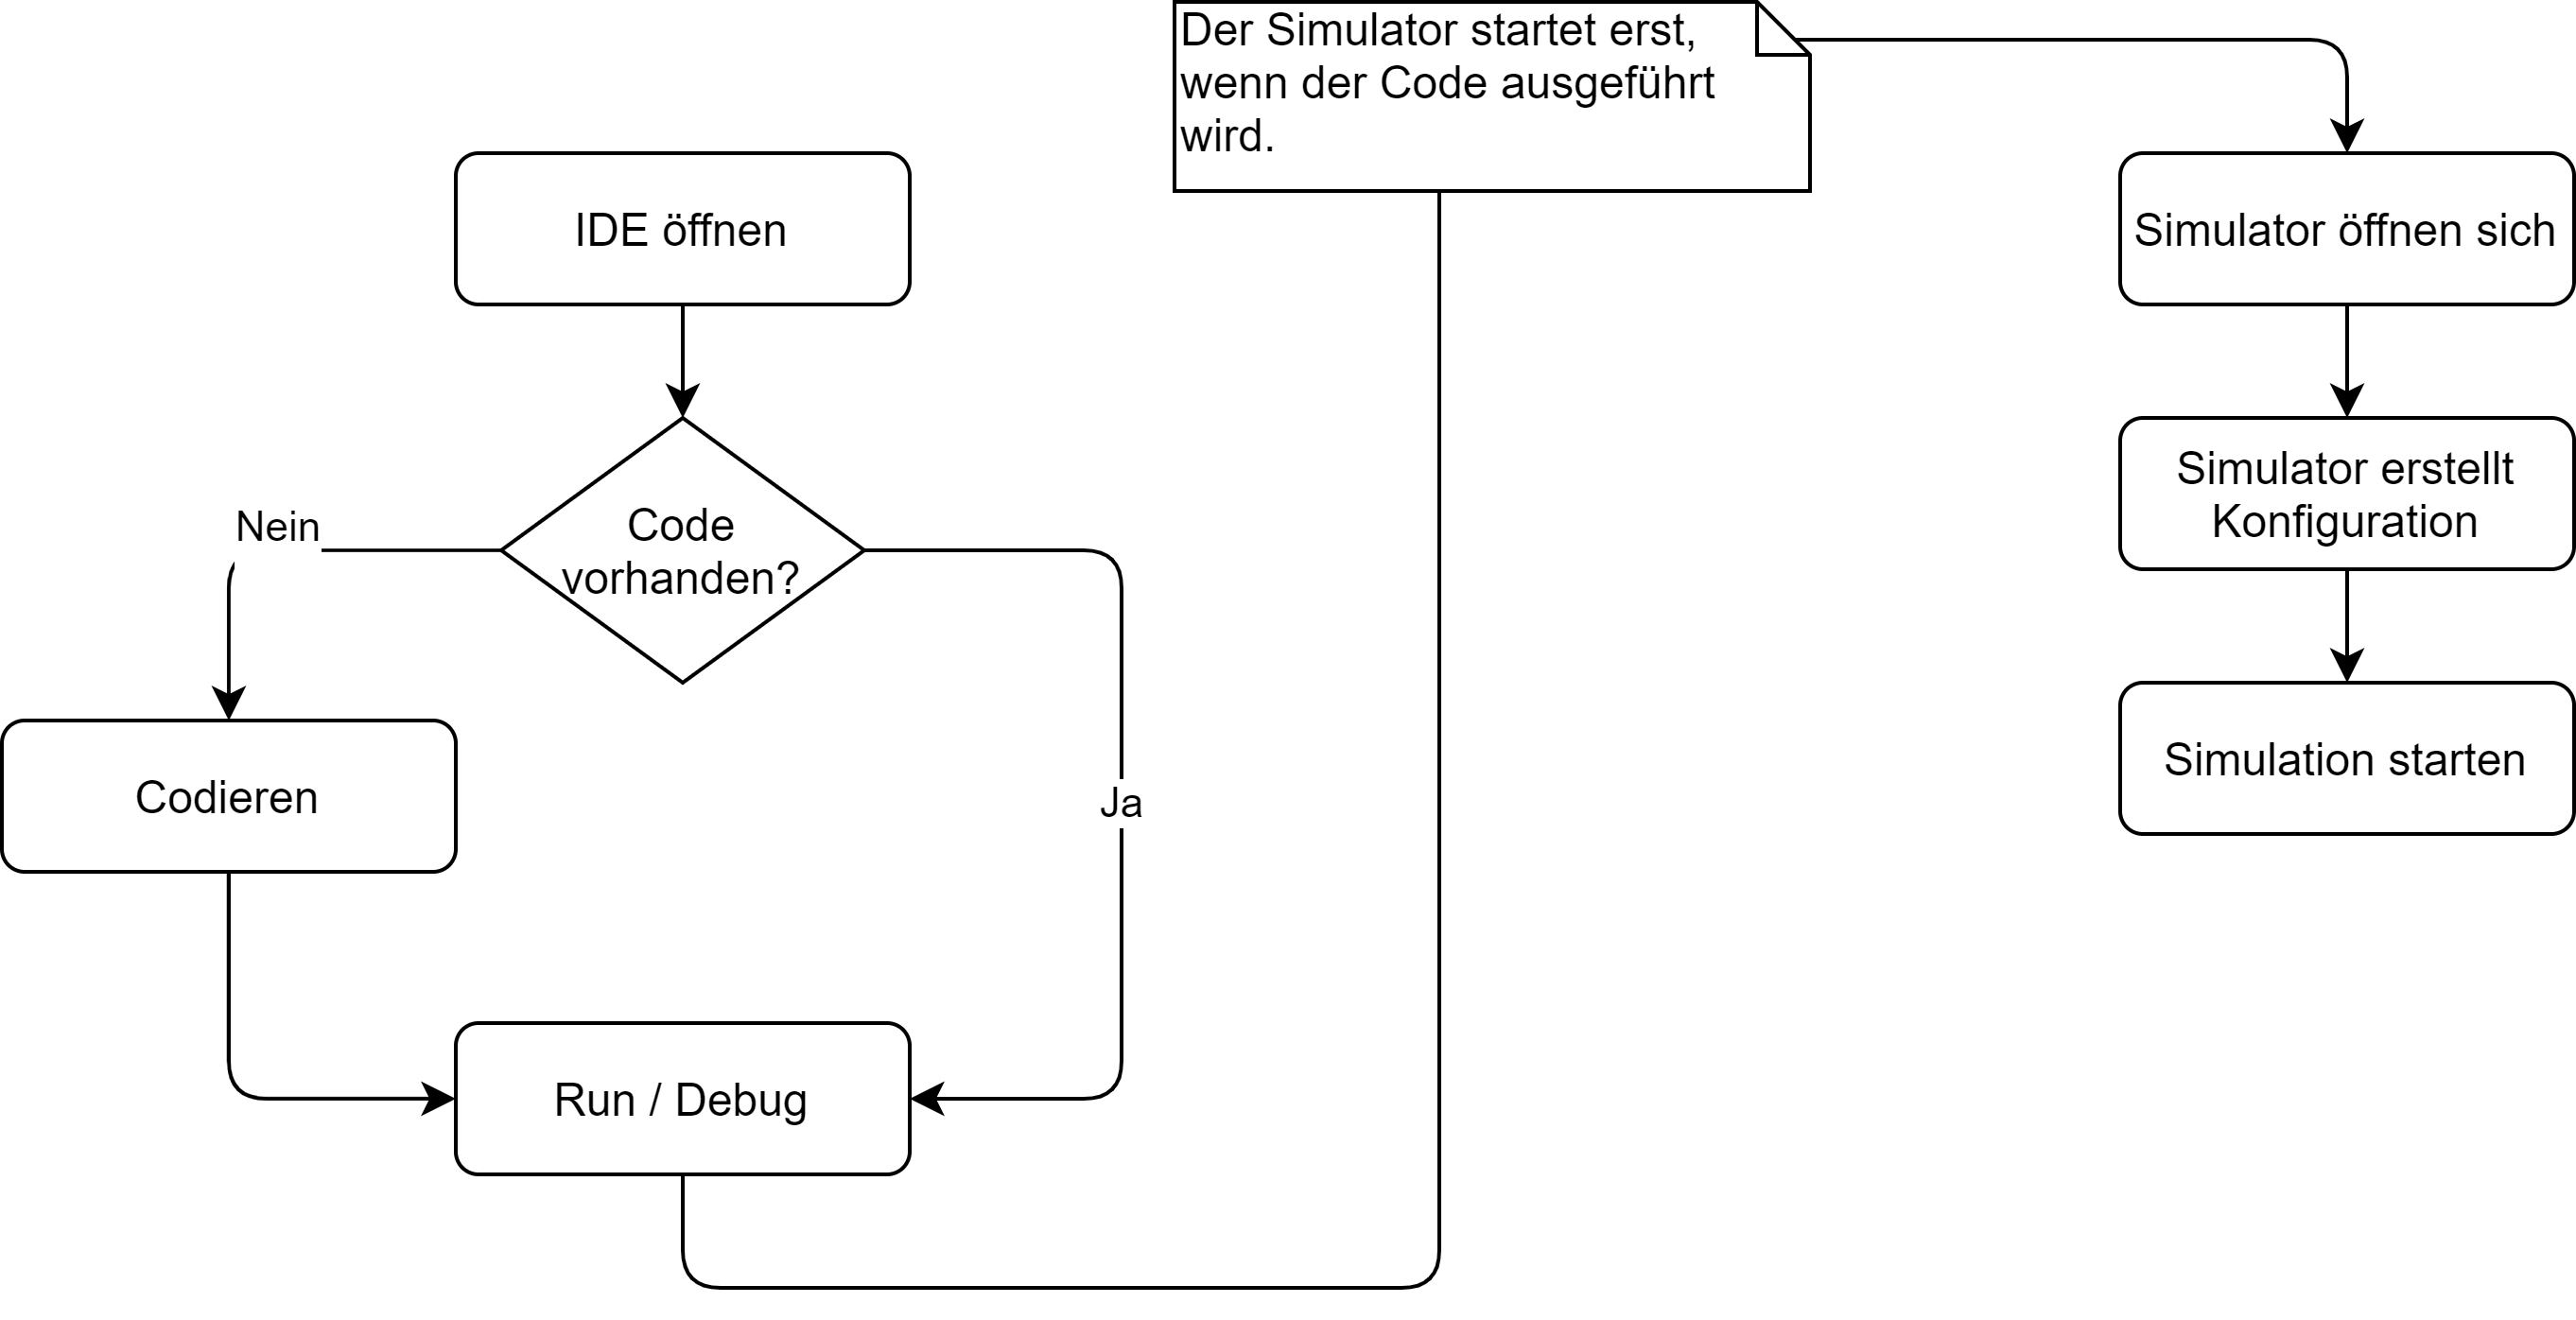 Der Simulator startet erst,
wenn der Code ausgeführt
wird.
IDE öffnen
Code
vorhanden?
Nein
Ja
Codieren
Run / Debug
Simulator öffnen sich
Simulator erstellt
Konfiguration
Simulation starten